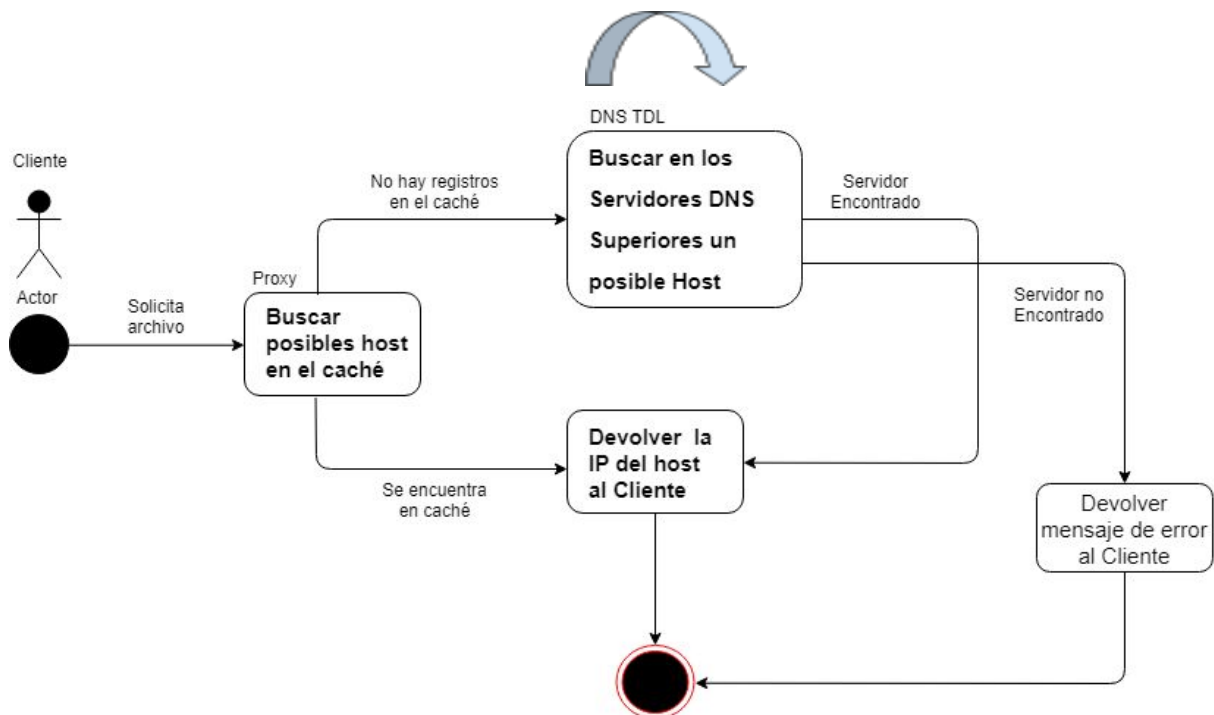 DNS TDL
Buscar en los
Servidores DNS
Superiores un
posible Host
Cliente
No hay registros
en el caché
Servidor
Encontrado
Actor
Solicita
archivo
Proxy
Buscar
posibles host
en el caché
Servidor no
Encontrado
Devolver la
IP del host
al Cliente
Se encuentra
en caché
Devolver
mensaje de error
al Cliente